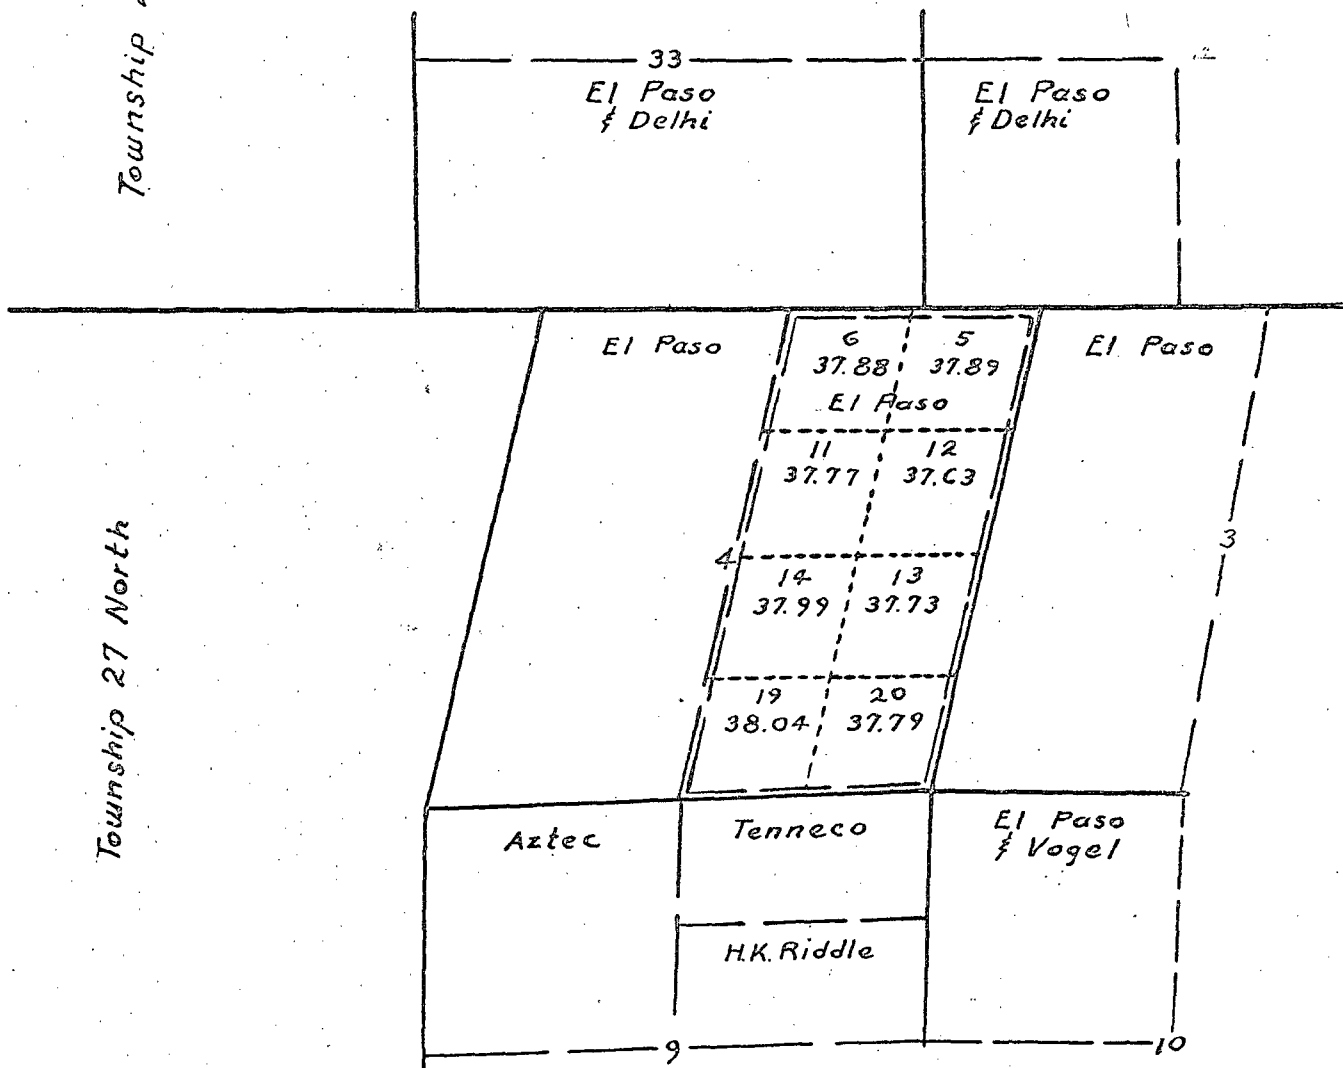 Township
33
El Paso
& Delhi
El Paso
& Delhi
El Paso
6
37.88
5
37.89
El Paso
El Paso
11
37.77
12
37.63
4
14
37.99
13
37.73
3
19
38.04
20
37.79
Township 27 North
Aztec
Tenneco
El Paso
& Vogel
H.K. Riddle
9
10